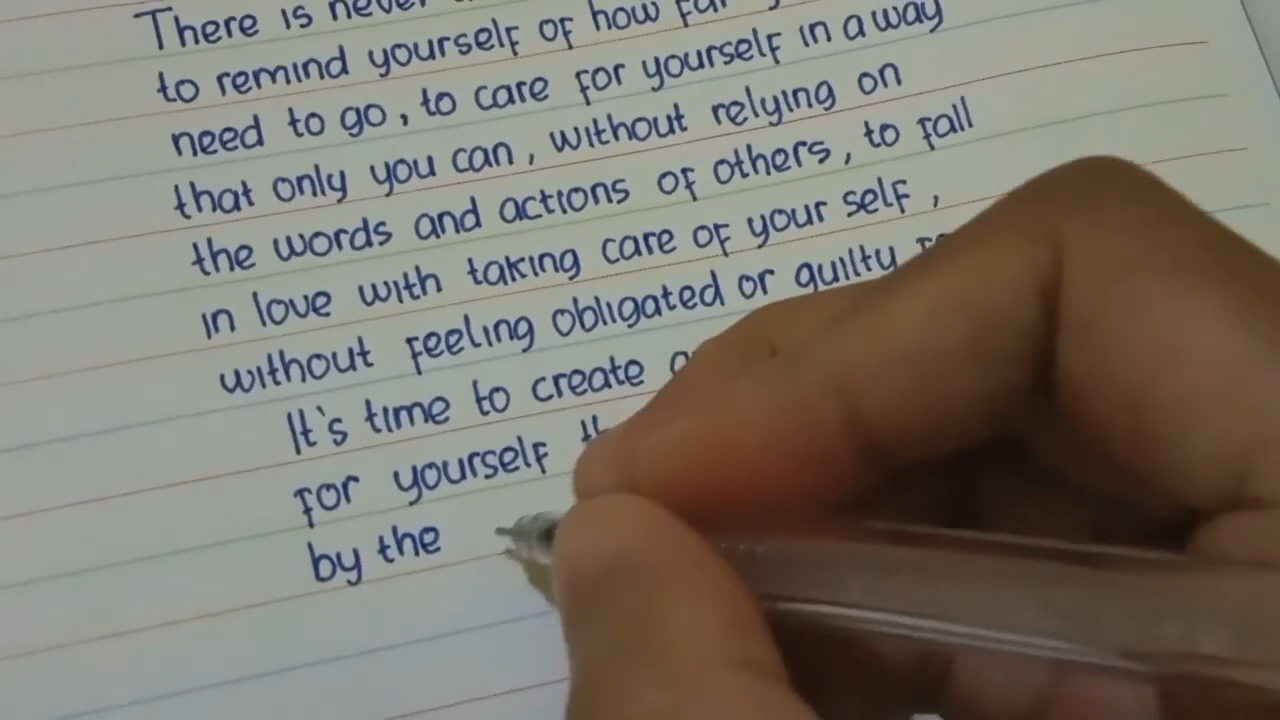 There is never
to remind yourself of how far
need to go, to care for yourself in a way
that only you can, without relying on
the words and actions of others, to fall
in love with taking care of your self,
without feeling obligated or guilty
It's time to create
for yourself
by the